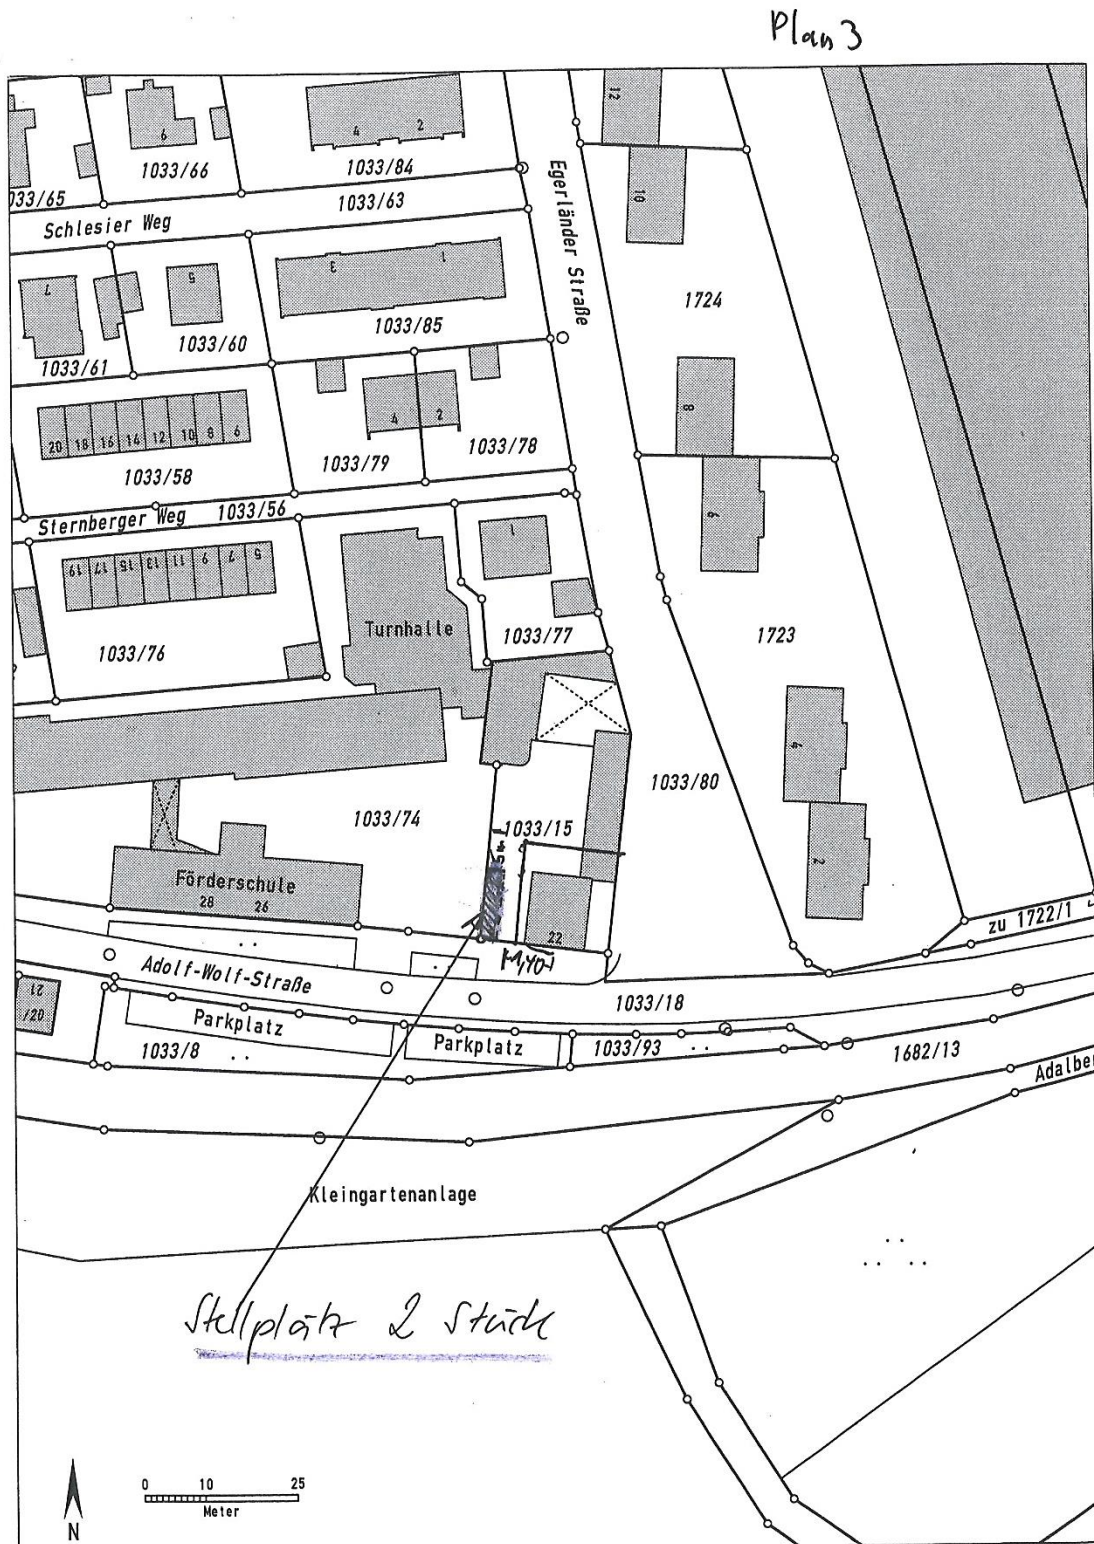 Plan 3
12
6
4 2
1033/66
1033/84
033/65
1033/63
Schlesier Weg
Egerländer Straße
10
7
5
3
1
1724
1033/85
1033/60
1033/61
8
4
2
20 18 16 14 12 10 8 6
1033/78
1033/79
1033/58
Sternberger Weg
1033/56
6
1
19 17 15 13 11 9 7 5
Turnhalle
1033/77
1723
1033/76
4
1033/80
1033/74
1033/15
2
Förderschule
28 26
22
zu 1722/1
Adolf-Wolf-Straße
1033/18
21
/20
Parkplatz
Parkplatz
1033/8
1033/93
1682/13
Adalber
Kleingartenanlage
Stellplätz 2 Stück
0 10 25
Meter
N